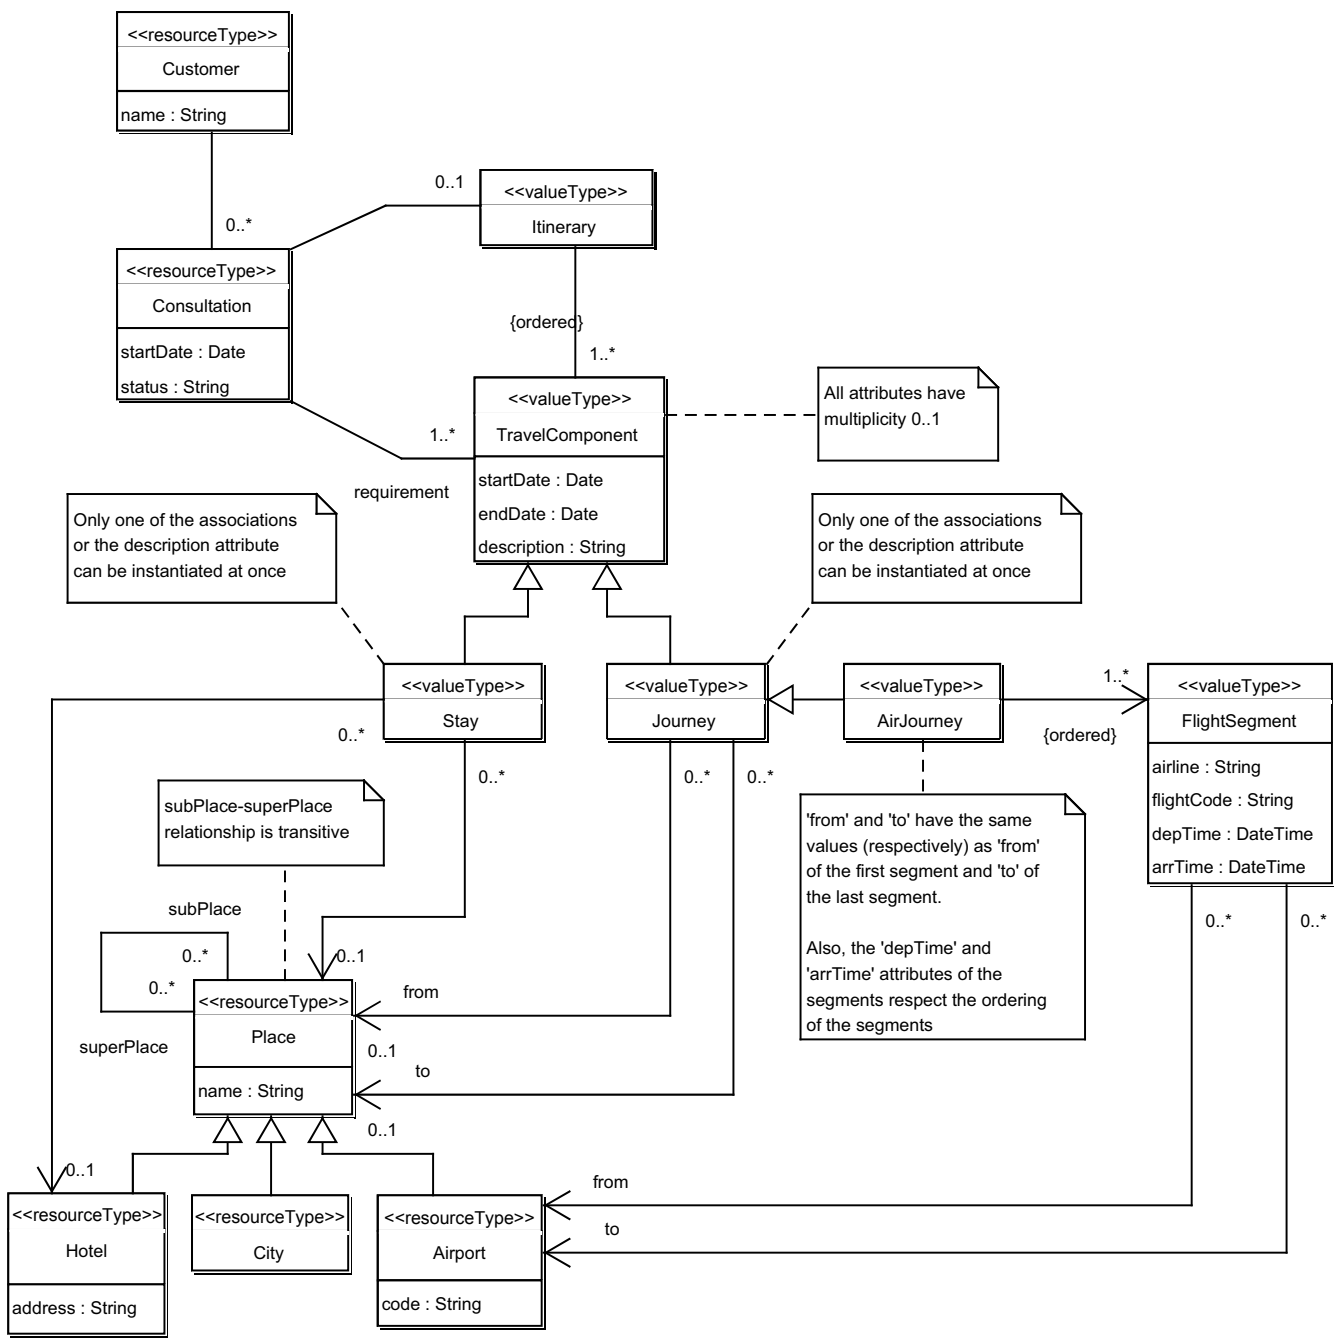 <<resourceType>>
Customer
name : String
0..*
0..1
<<valueType>>
Itinerary
<<resourceType>>
Consultation
startDate : Date
status : String
{ordered}
1..*
1..*
requirement
<<valueType>>
TravelComponent
startDate : Date
endDate : Date
description : String
All attributes have
multiplicity 0..1
Only one of the associations
or the description attribute
can be instantiated at once
Only one of the associations
or the description attribute
can be instantiated at once
<<valueType>>
Stay
0..*
0..*
<<valueType>>
Journey
0..*
0..*
<<valueType>>
AirJourney
1..*
{ordered}
<<valueType>>
FlightSegment
airline : String
flightCode : String
depTime : DateTime
arrTime : DateTime
0..*
0..*
subPlace-superPlace
relationship is transitive
'from' and 'to' have the same
values (respectively) as 'from'
of the first segment and 'to' of
the last segment.
Also, the 'depTime' and
'arrTime' attributes of the
segments respect the ordering
of the segments
subPlace
0..*
0..*
superPlace
0..1
<<resourceType>>
Place
name : String
from
0..1
to
0..1
0..1
<<resourceType>>
Hotel
address : String
<<resourceType>>
City
<<resourceType>>
Airport
code : String
from
to